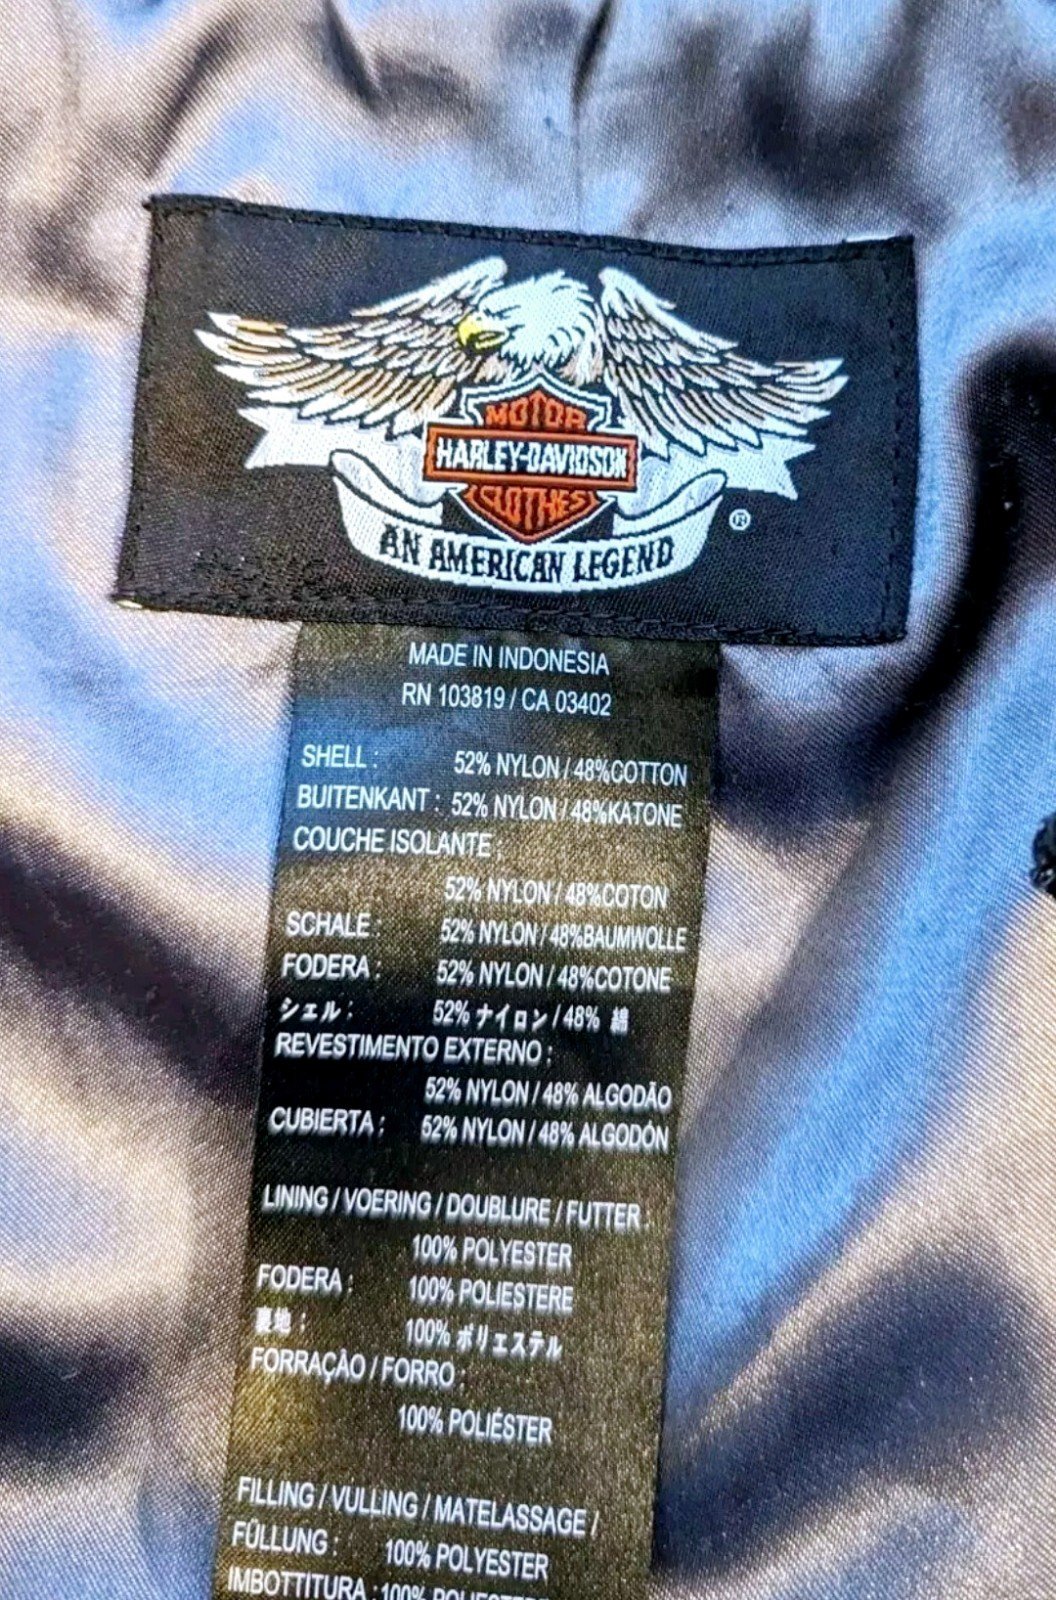 MOTOR
HARLEY-DAVIDSON
CLOTHES
AN AMERICAN LEGEND
®
MADE IN INDONESIA
RN 103819 / CA 03402
SHELL : 52% NYLON / 48%COTTON
BUITENKANT : 52% NYLON / 48%KATONE
COUCHE ISOLANTE :
52% NYLON / 48%COTON
SCHALE : 52% NYLON / 48%BAUMWOLLE
FODERA : 52% NYLON / 48%COTONE
シェル : 52% ナイロン / 48% 綿
REVESTIMENTO EXTERNO :
52% NYLON / 48% ALGODÃO
CUBIERTA : 52% NYLON / 48% ALGODÓN
LINING / VOERING / DOUBLURE / FUTTER :
100% POLYESTER
FODERA : 100% POLIESTERE
裏地 : 100% ポリエステル
FORRAÇÃO / FORRO :
100% POLIÉSTER
FILLING / VULLING / MATELASSAGE /
FÜLLUNG : 100% POLYESTER
IMBOTTITURA :100%